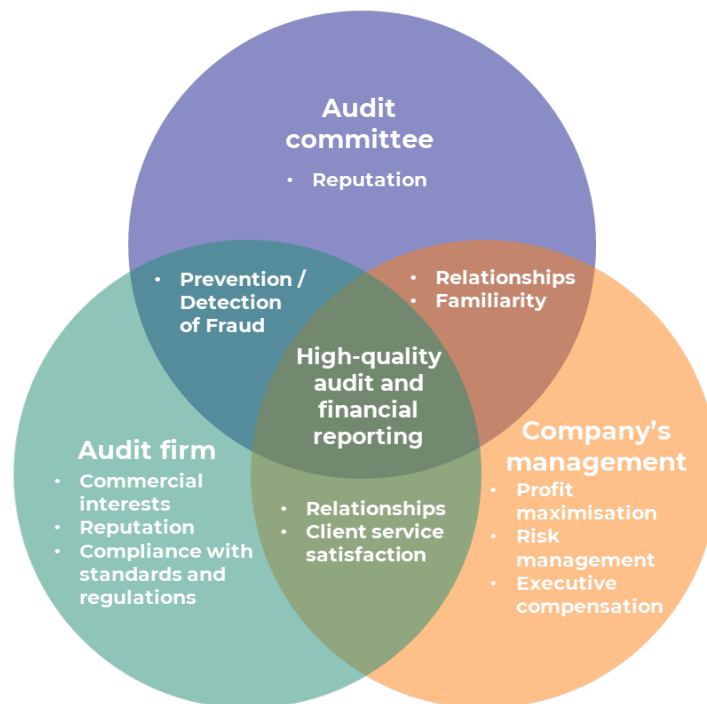 Audit
committee
• Reputation
• Prevention /
Detection
of Fraud
• Relationships
• Familiarity
High-quality
audit and
financial
reporting
Audit firm
• Commercial
interests
• Reputation
• Compliance with
standards and
regulations
• Relationships
• Client service
satisfaction
Company’s
management
• Profit
maximisation
• Risk
management
• Executive
compensation